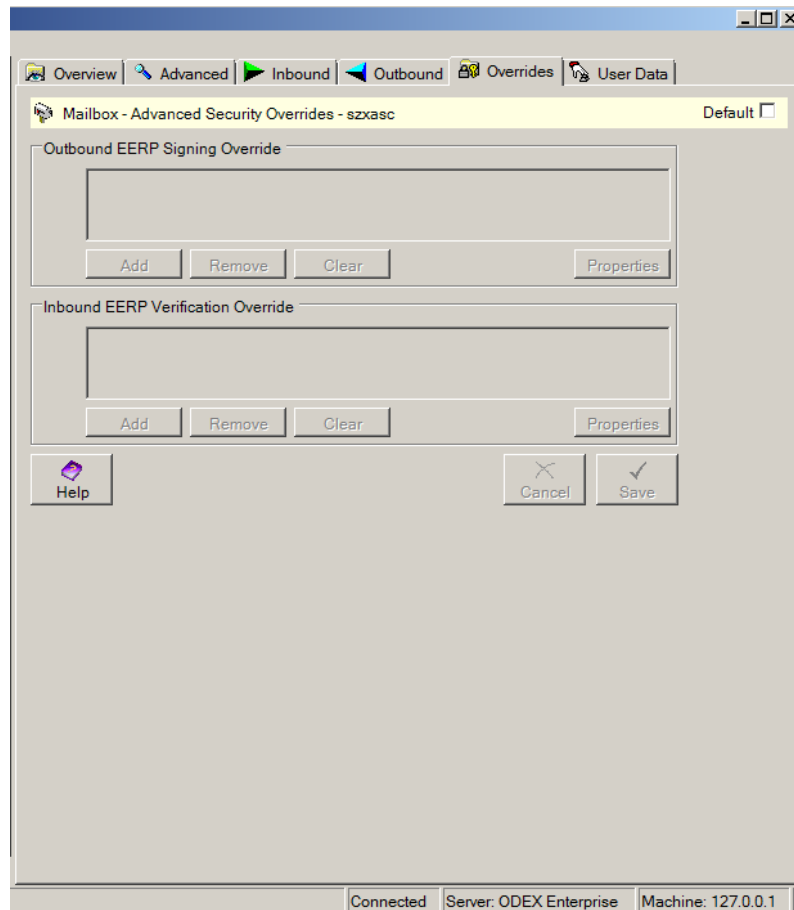 Overview Advanced Inbound Outbound Overrides User Data
Mailbox - Advanced Security Overrides - szxasc Default
Outbound EERP Signing Override
Add Remove Clear Properties
Inbound EERP Verification Override
Add Remove Clear Properties
Help Cancel Save
Connected Server: ODEX Enterprise Machine: 127.0.0.1